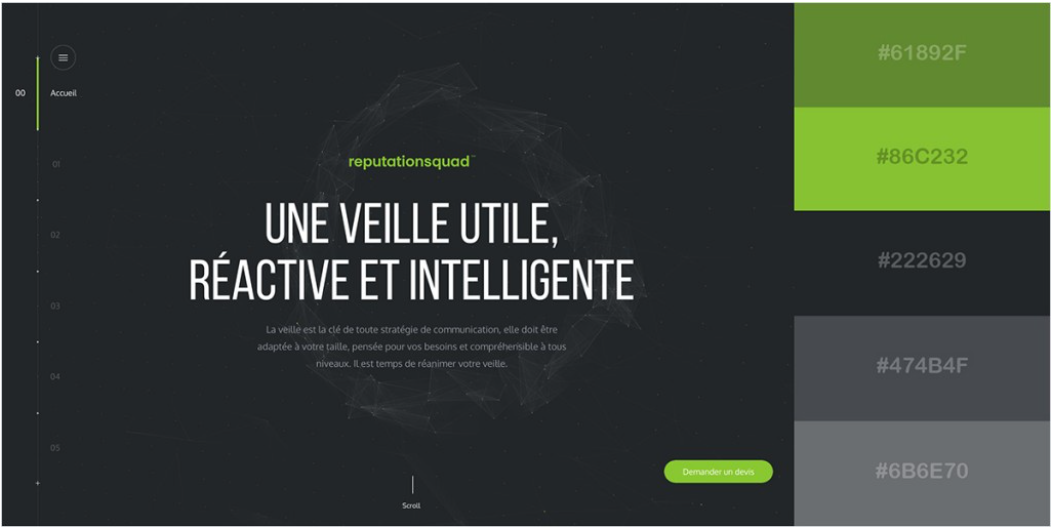 00
Accueil
01
02
03
04
05
reputationsquad™
UNE VEILLE UTILE,
RÉACTIVE ET INTELLIGENTE
La veille est la clé de toute stratégie de communication, elle doit être
adaptée à votre taille, pensée pour vos besoins et compréhensible à tous
niveaux. Il est temps de réanimer votre veille.
Demander un devis
Scroll
#61892F
#86C232
#222629
#474B4F
#6B6E70